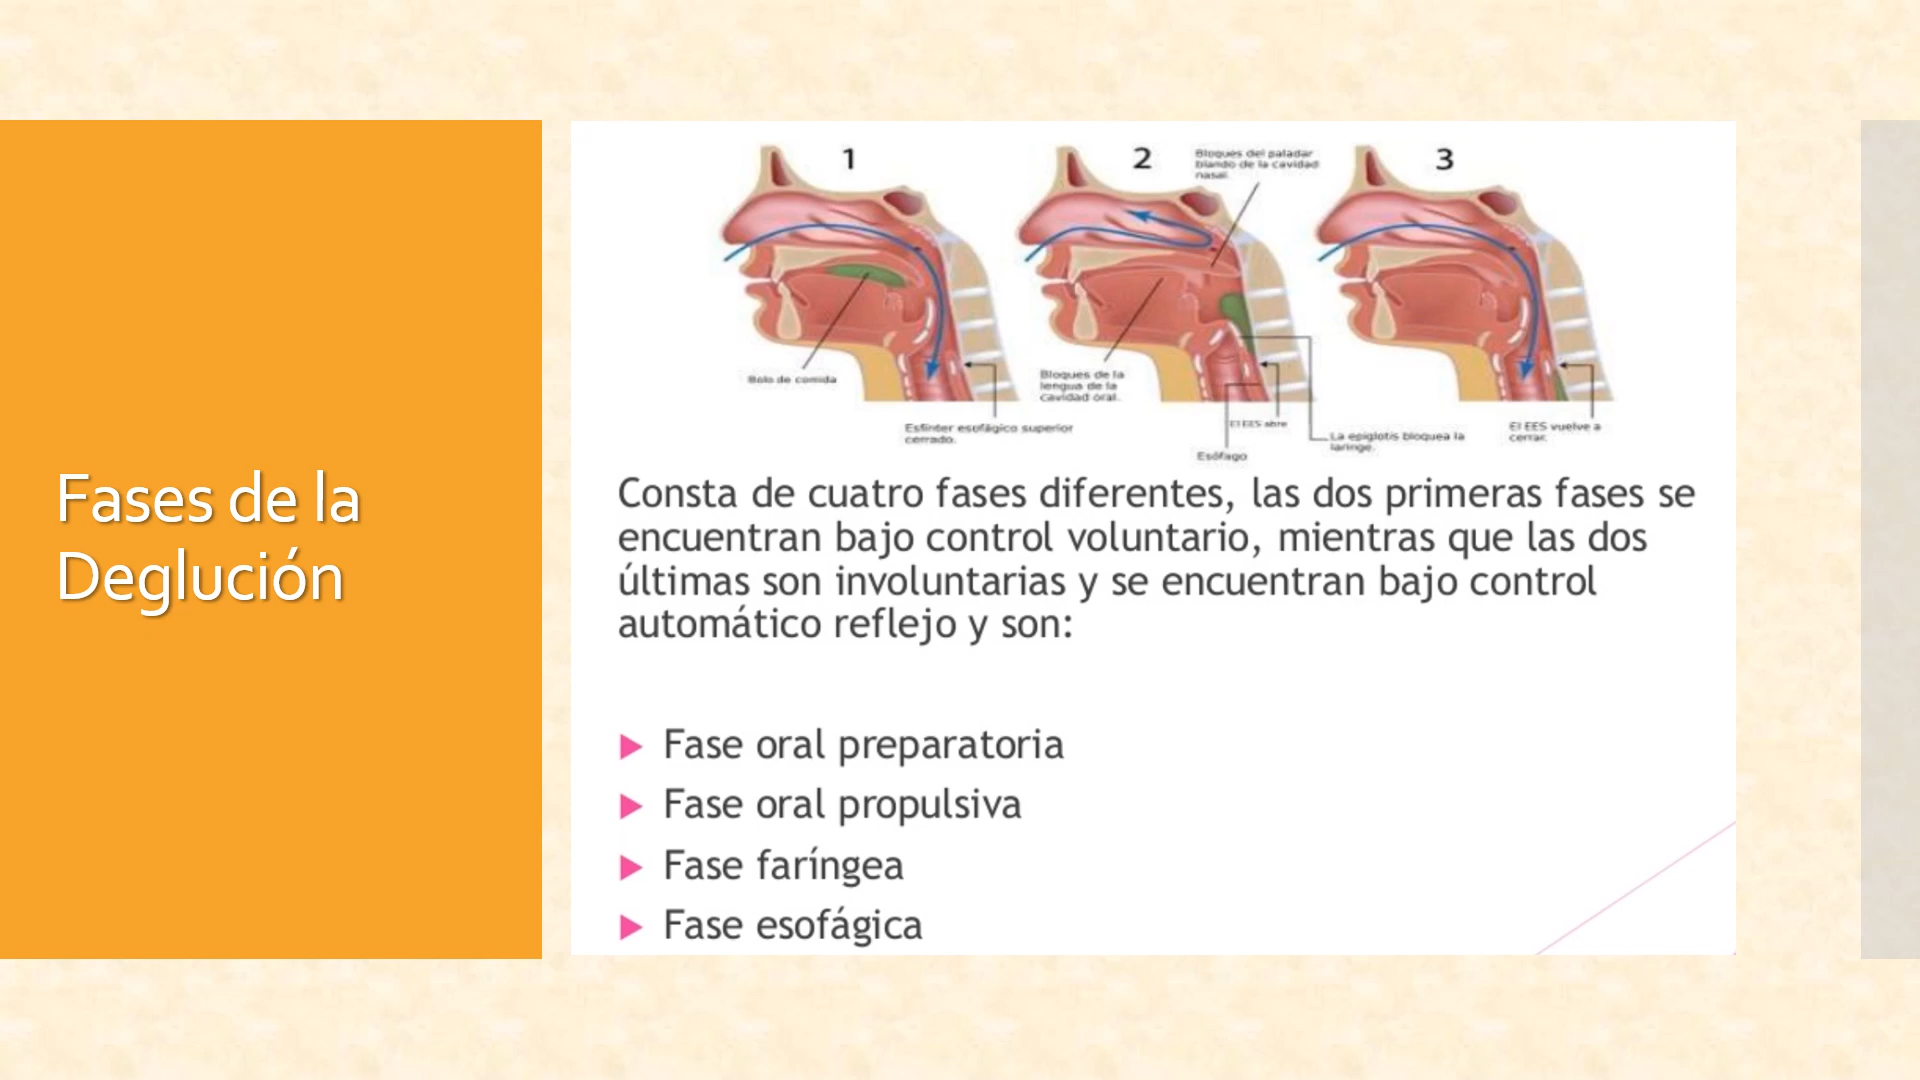 Fases de la
Deglución
1
2
3
Bloques del paladar
blando de la cavidad
nasal.
Bolo de comida
Esfínter esofágico superior
cerrado.
Bloques de la
lengua de la
cavidad oral.
El EES abre
Esófago
La epiglotis bloquea la
laringe.
El EES vuelve a
cerrar.
Consta de cuatro fases diferentes, las dos primeras fases se
encuentran bajo control voluntario, mientras que las dos
últimas son involuntarias y se encuentran bajo control
automático reflejo y son:
Fase oral preparatoria
Fase oral propulsiva
Fase faríngea
Fase esofágica